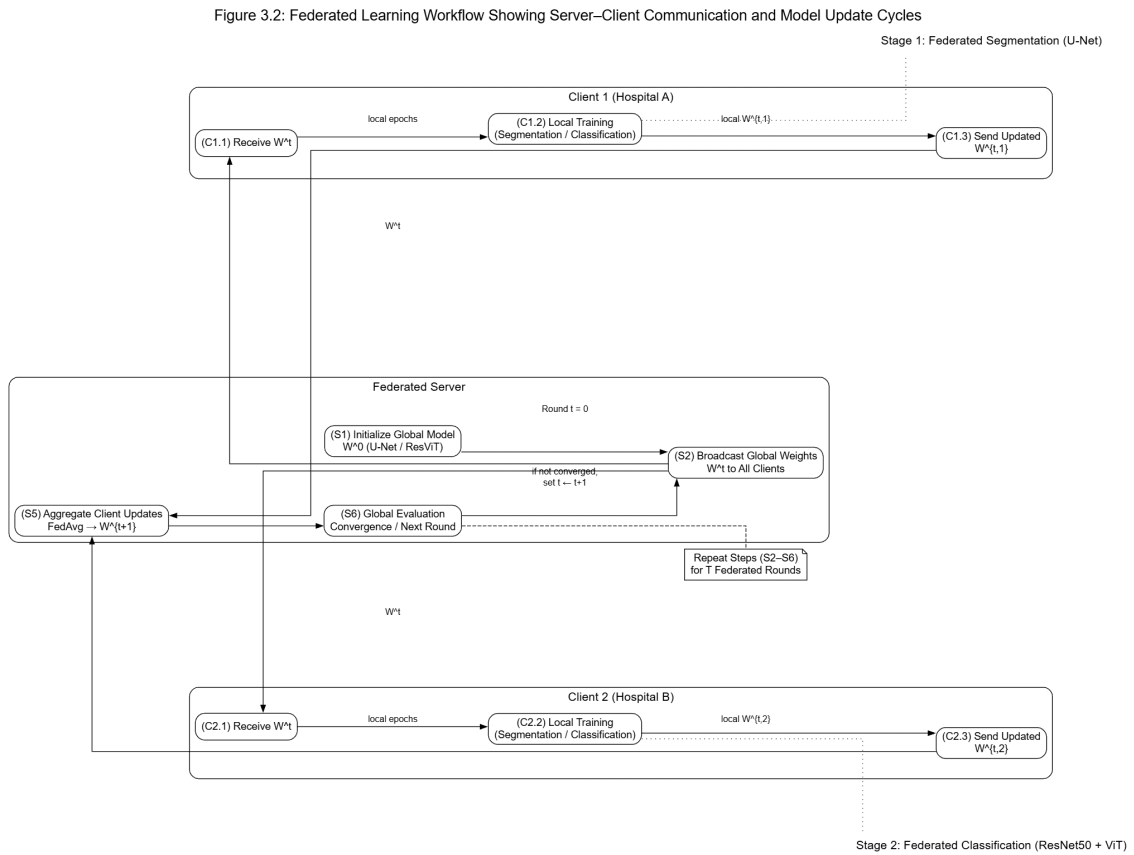 Figure 3.2: Federated Learning Workflow Showing Server–Client Communication and Model Update Cycles
Stage 1: Federated Segmentation (U-Net)
Client 1 (Hospital A)
(C1.1) Receive W^t
local epochs
(C1.2) Local Training
(Segmentation / Classification)
local W^{t,1}
(C1.3) Send Updated
W^{t,1}
W^t
Federated Server
Round t = 0
(S1) Initialize Global Model
W^0 (U-Net / ResViT)
(S2) Broadcast Global Weights
W^t to All Clients
if not converged,
set t ← t+1
(S5) Aggregate Client Updates
FedAvg → W^{t+1}
(S6) Global Evaluation
Convergence / Next Round
Repeat Steps (S2–S6)
for T Federated Rounds
W^t
Client 2 (Hospital B)
(C2.1) Receive W^t
local epochs
(C2.2) Local Training
(Segmentation / Classification)
local W^{t,2}
(C2.3) Send Updated
W^{t,2}
Stage 2: Federated Classification (ResNet50 + ViT)